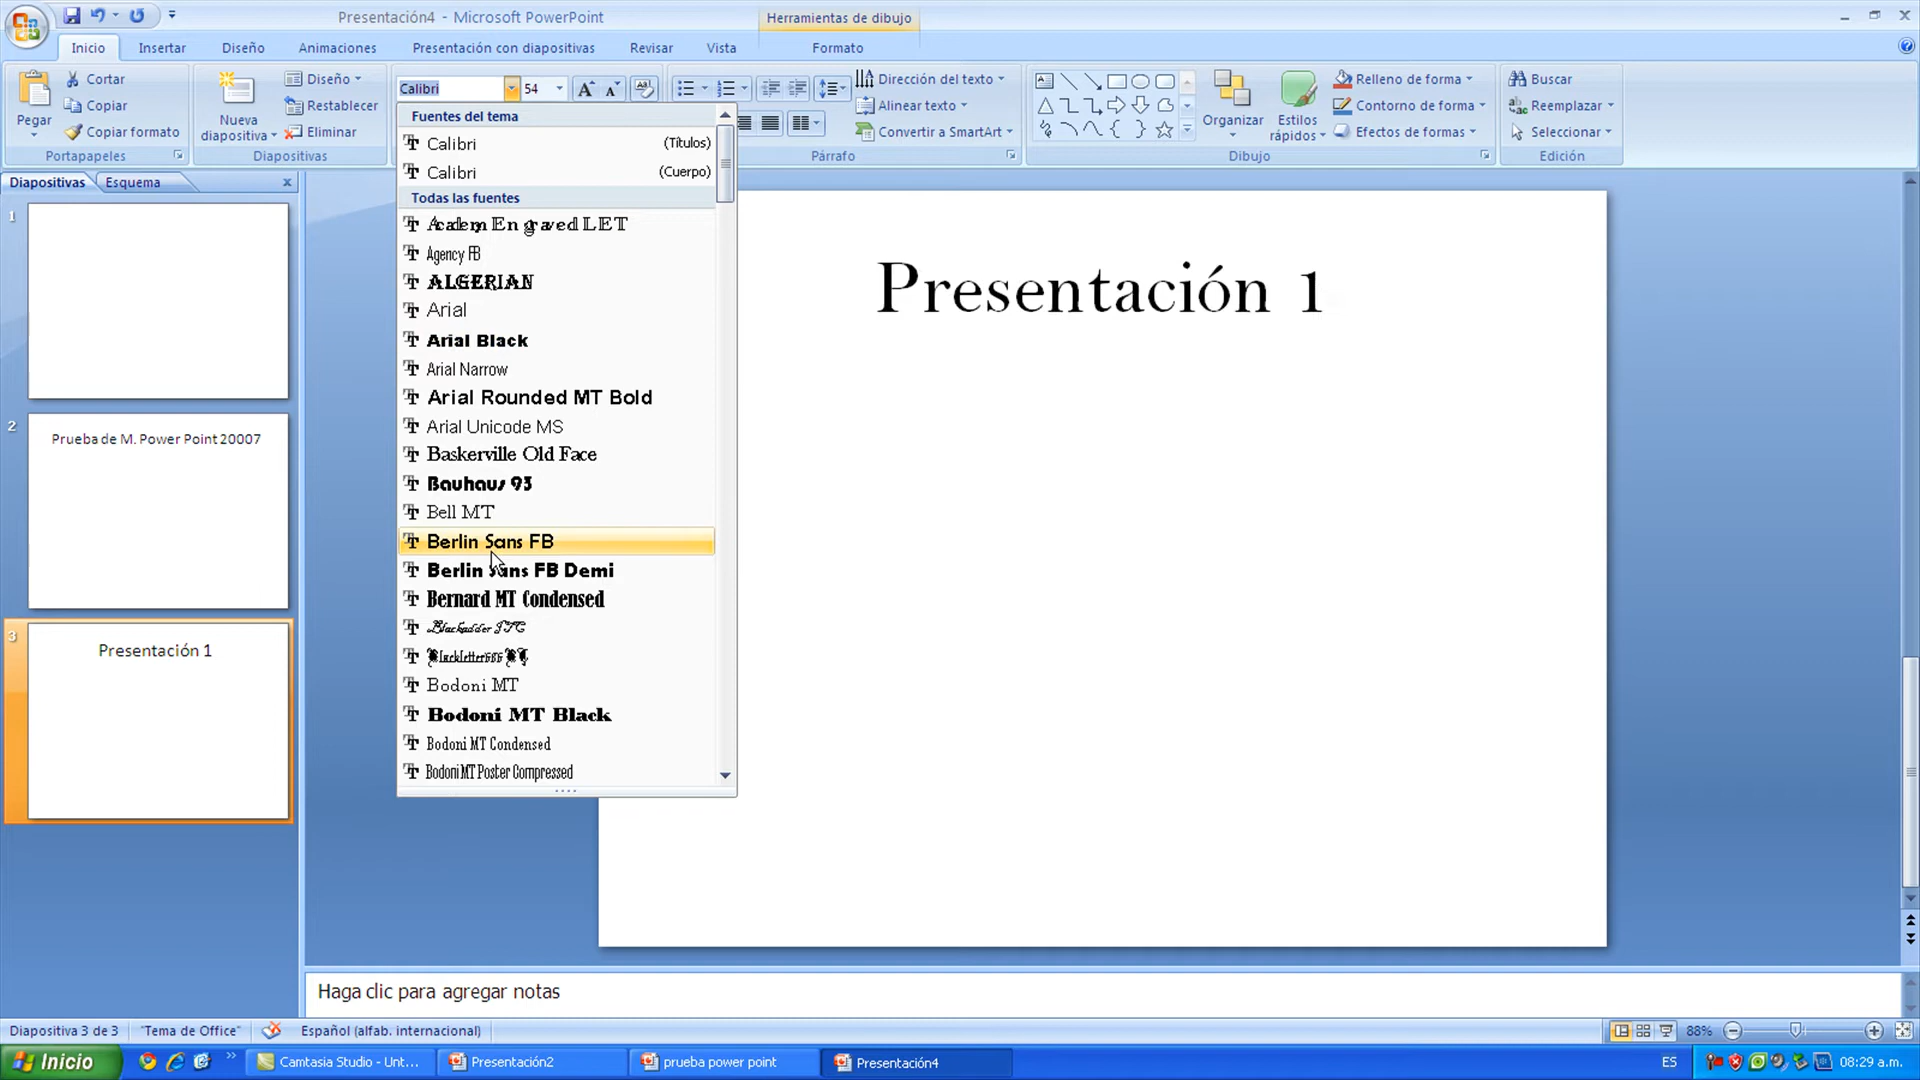 Presentación4 - Microsoft PowerPoint
Herramientas de dibujo
Inicio
Insertar
Diseño
Animaciones
Presentación con diapositivas
Revisar
Vista
Formato
Pegar
Cortar
Copiar
Copiar formato
Portapapeles
Nueva
diapositiva
Diseño
Restablecer
Eliminar
Diapositivas
Calibri
54
Dirección del texto
Alinear texto
Convertir a SmartArt
Párrafo
Organizar
Estilos
rápidos
Relleno de forma
Contorno de forma
Efectos de formas
Dibujo
Buscar
Reemplazar
Seleccionar
Edición
Diapositivas
Esquema
1
2
Prueba de M. Power Point 20007
3
Presentación 1
Fuentes del tema
Calibri (Títulos)
Calibri (Cuerpo)
Todas las fuentes
Academy Engraved LET
Agency FB
ALGERIAN
Arial
Arial Black
Arial Narrow
Arial Rounded MT Bold
Arial Unicode MS
Baskerville Old Face
Bauhaus 93
Bell MT
Berlin Sans FB
Berlin Sans FB Demi
Bernard MT Condensed
Blackadder ITC
Bodoni MT
Bodoni MT Black
Bodoni MT Condensed
Bodoni MT Poster Compressed
Presentación 1
Haga clic para agregar notas
Diapositiva 3 de 3
"Tema de Office"
Español (alfab. internacional)
88%
Inicio
Camtasia Studio - Unt...
Presentación2
prueba power point
Presentación4
ES
08:29 a.m.